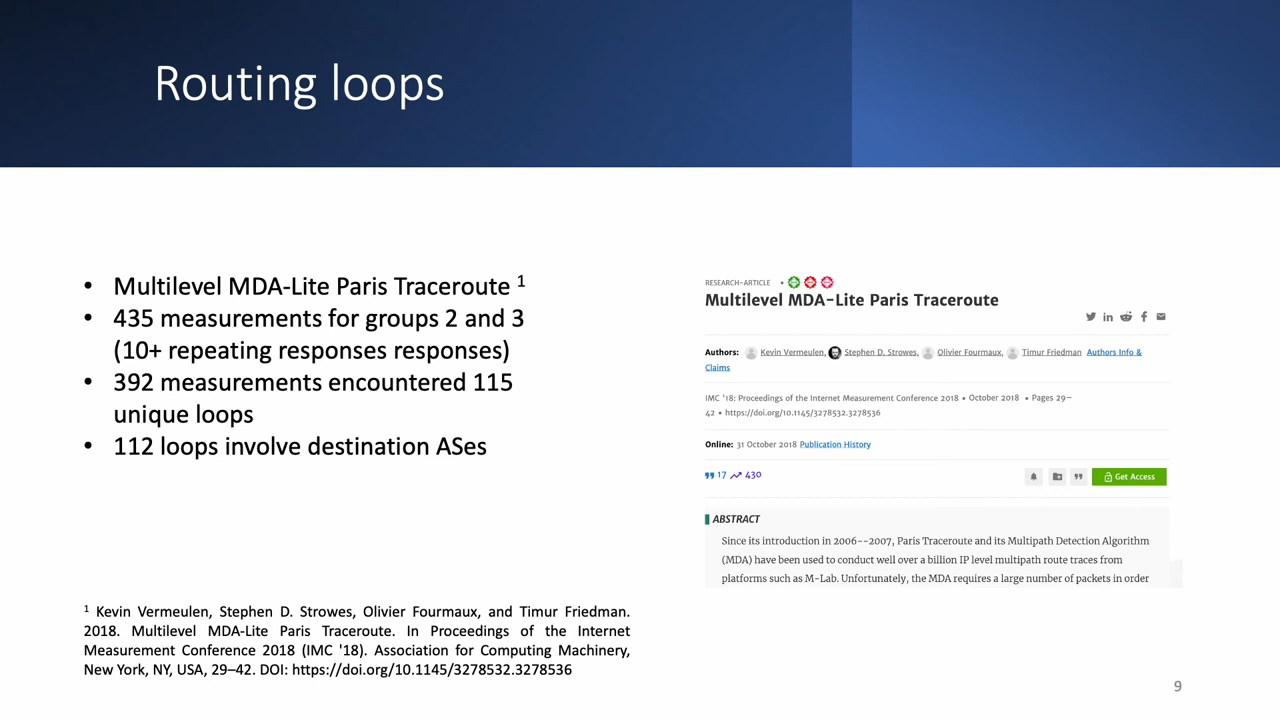 Routing loops
• Multilevel MDA-Lite Paris Traceroute 1
• 435 measurements for groups 2 and 3
(10+ repeating responses responses)
• 392 measurements encountered 115
unique loops
• 112 loops involve destination ASes
1 Kevin Vermeulen, Stephen D. Strowes, Olivier Fourmaux, and Timur Friedman.
2018. Multilevel MDA-Lite Paris Traceroute. In Proceedings of the Internet
Measurement Conference 2018 (IMC '18). Association for Computing Machinery,
New York, NY, USA, 29–42. DOI: https://doi.org/10.1145/3278532.3278536
RESEARCH-ARTICLE •
Multilevel MDA-Lite Paris Traceroute
Authors: Kevin Vermeulen, Stephen D. Strowes, Olivier Fourmaux, Timur Friedman Authors Info &
Claims
IMC '18: Proceedings of the Internet Measurement Conference 2018 • October 2018 • Pages 29–
42 • https://doi.org/10.1145/3278532.3278536
Online: 31 October 2018 Publication History
17 430
Get Access
ABSTRACT
Since its introduction in 2006--2007, Paris Traceroute and its Multipath Detection Algorithm
(MDA) have been used to conduct well over a billion IP level multipath route traces from
platforms such as M-Lab. Unfortunately, the MDA requires a large number of packets in order
9